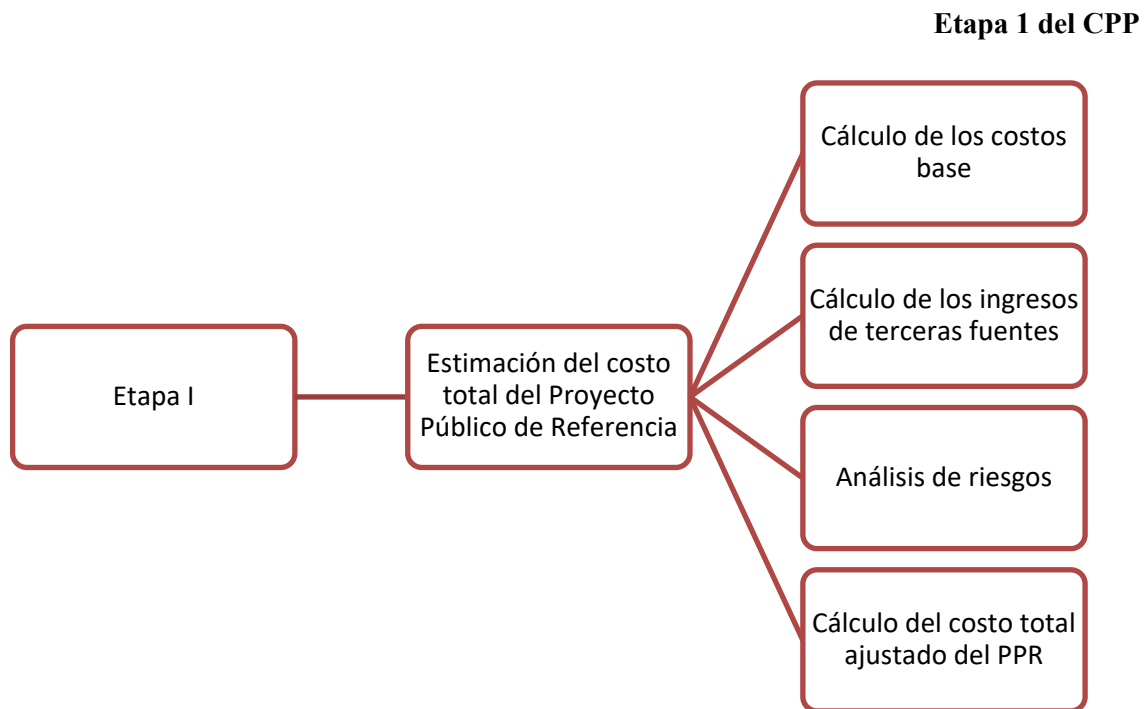 Etapa 1 del CPP
Etapa I
Estimación del costo
total del Proyecto
Público de Referencia
Cálculo de los costos
base
Cálculo de los ingresos
de terceras fuentes
Análisis de riesgos
Cálculo del costo total
ajustado del PPR